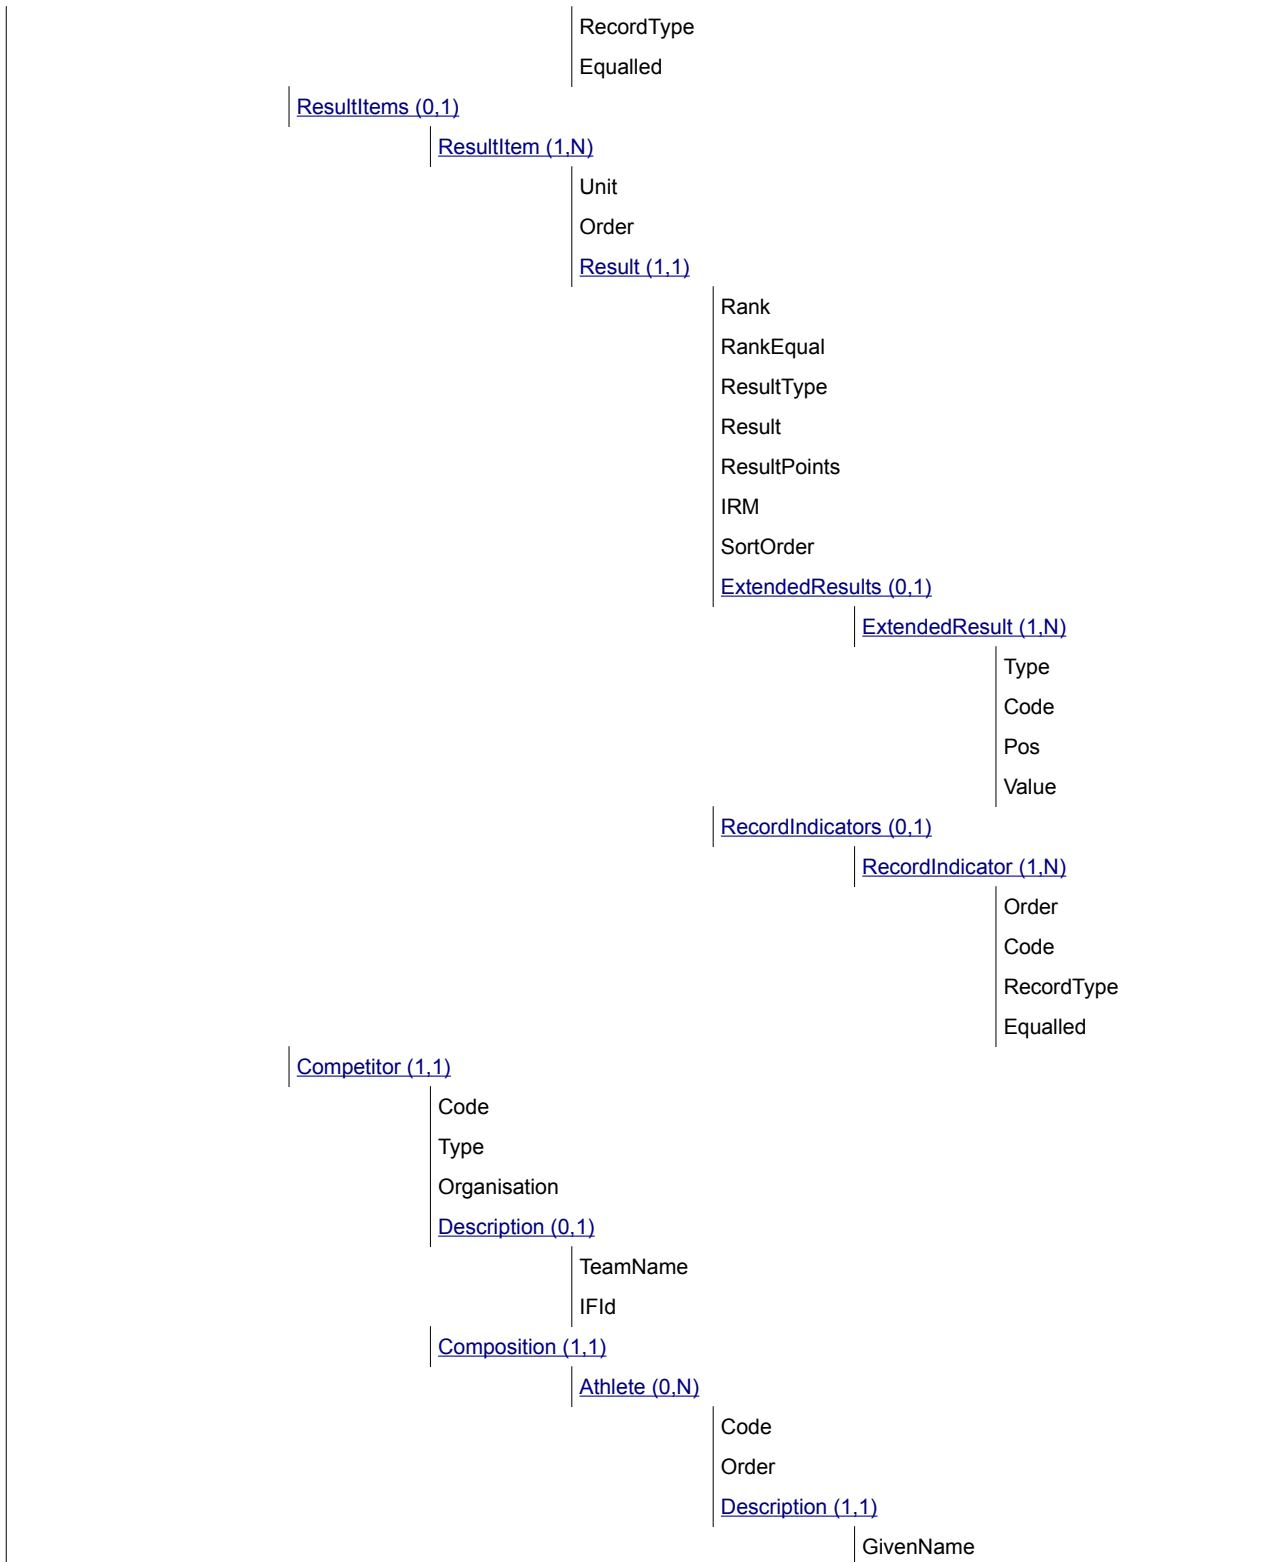 RecordType
Equalled
ResultItems (0,1)
ResultItem (1,N)
Unit
Order
Result (1,1)
Rank
RankEqual
ResultType
Result
ResultPoints
IRM
SortOrder
ExtendedResults (0,1)
ExtendedResult (1,N)
Type
Code
Pos
Value
RecordIndicators (0,1)
RecordIndicator (1,N)
Order
Code
RecordType
Equalled
Competitor (1,1)
Code
Type
Organisation
Description (0,1)
TeamName
IFId
Composition (1,1)
Athlete (0,N)
Code
Order
Description (1,1)
GivenName